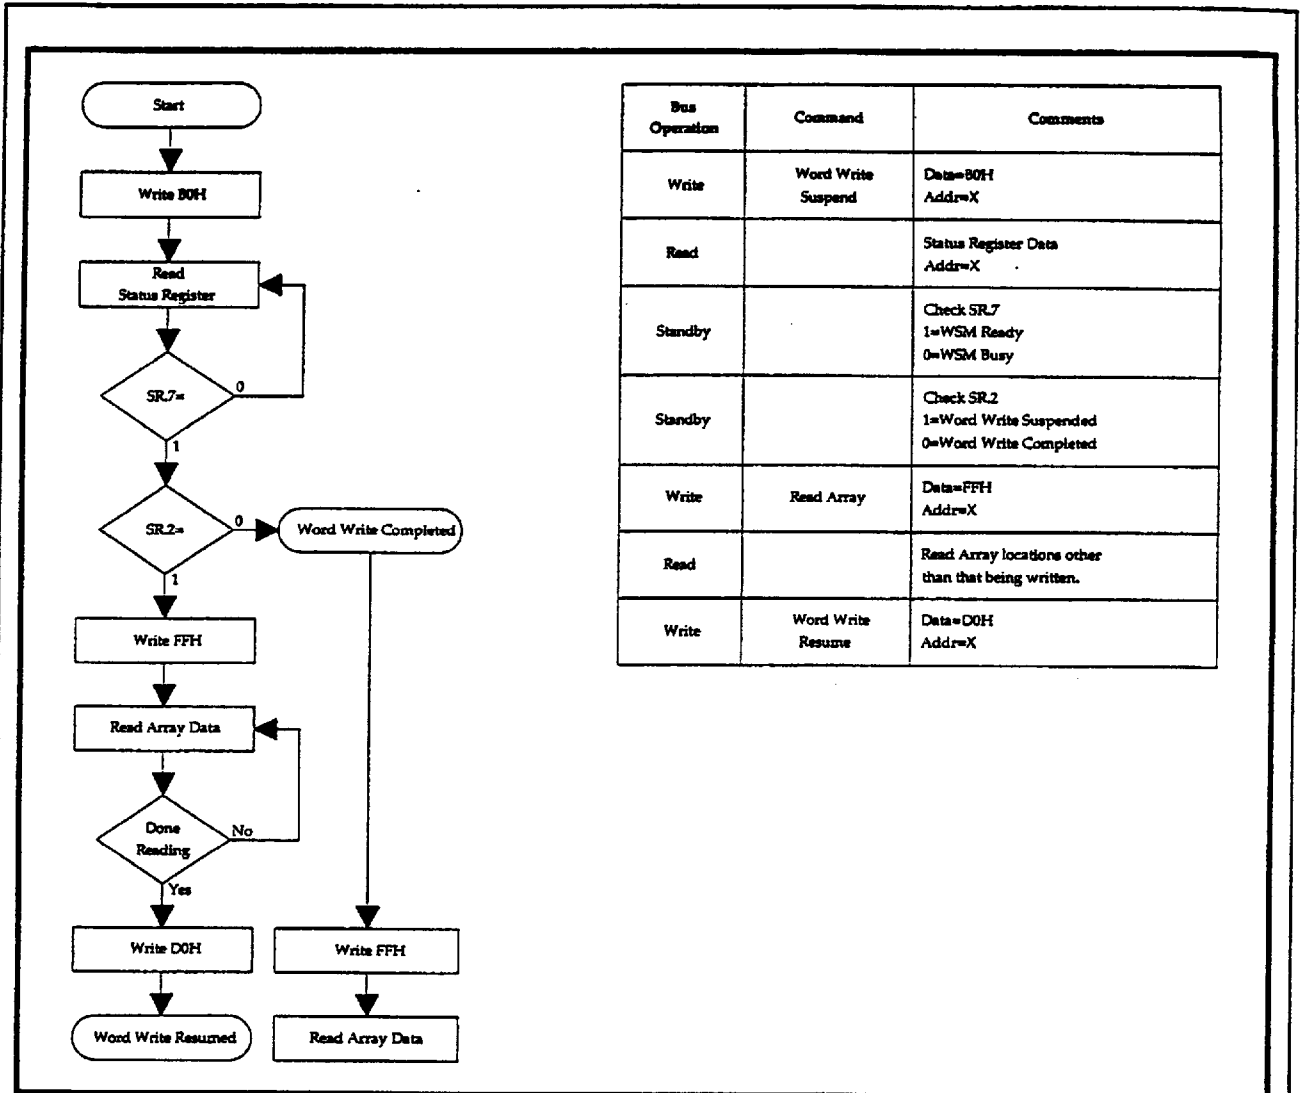 Start
Write B0H
Read
Status Register
SR.7=
0
1
SR.2=
0
Word Write Completed
1
Write FFH
Read Array Data
Done
Reading
No
Yes
Write D0H
Write FFH
Word Write Resumed
Read Array Data
Bus
Operation
Command
Comments
Write
Word Write
Suspend
Data=B0H
Addr=X
Read
Status Register Data
Addr=X
Standby
Check SR.7
1=WSM Ready
0=WSM Busy
Standby
Check SR.2
1=Word Write Suspended
0=Word Write Completed
Write
Read Array
Data=FFH
Addr=X
Read
Read Array locations other
than that being written.
Write
Word Write
Resume
Data=D0H
Addr=X